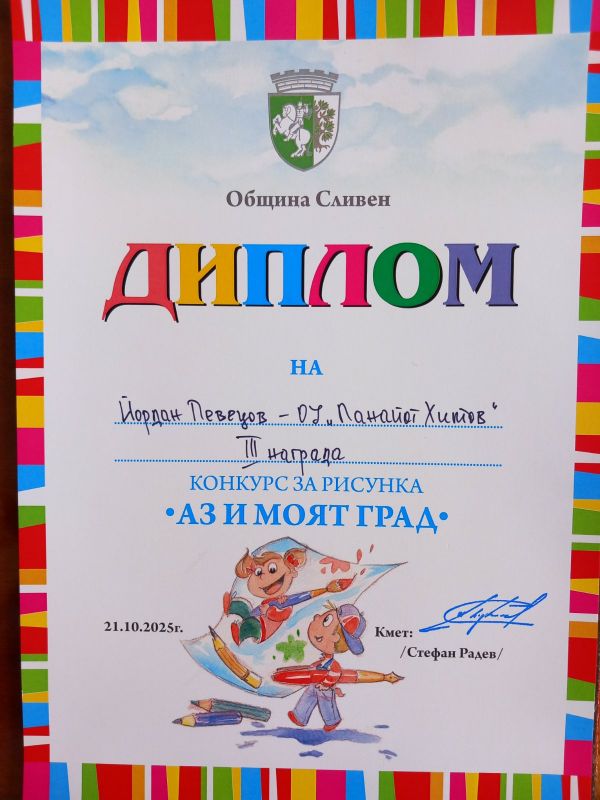 Община Сливен
ДИПЛОМ
НА
Йордан Певецов - ОУ „Панайот Хитов"
III награда
КОНКУРС ЗА РИСУНКА
•АЗ И МОЯТ ГРАД•
21.10.2025г.
Кмет:
/Стефан Радев/